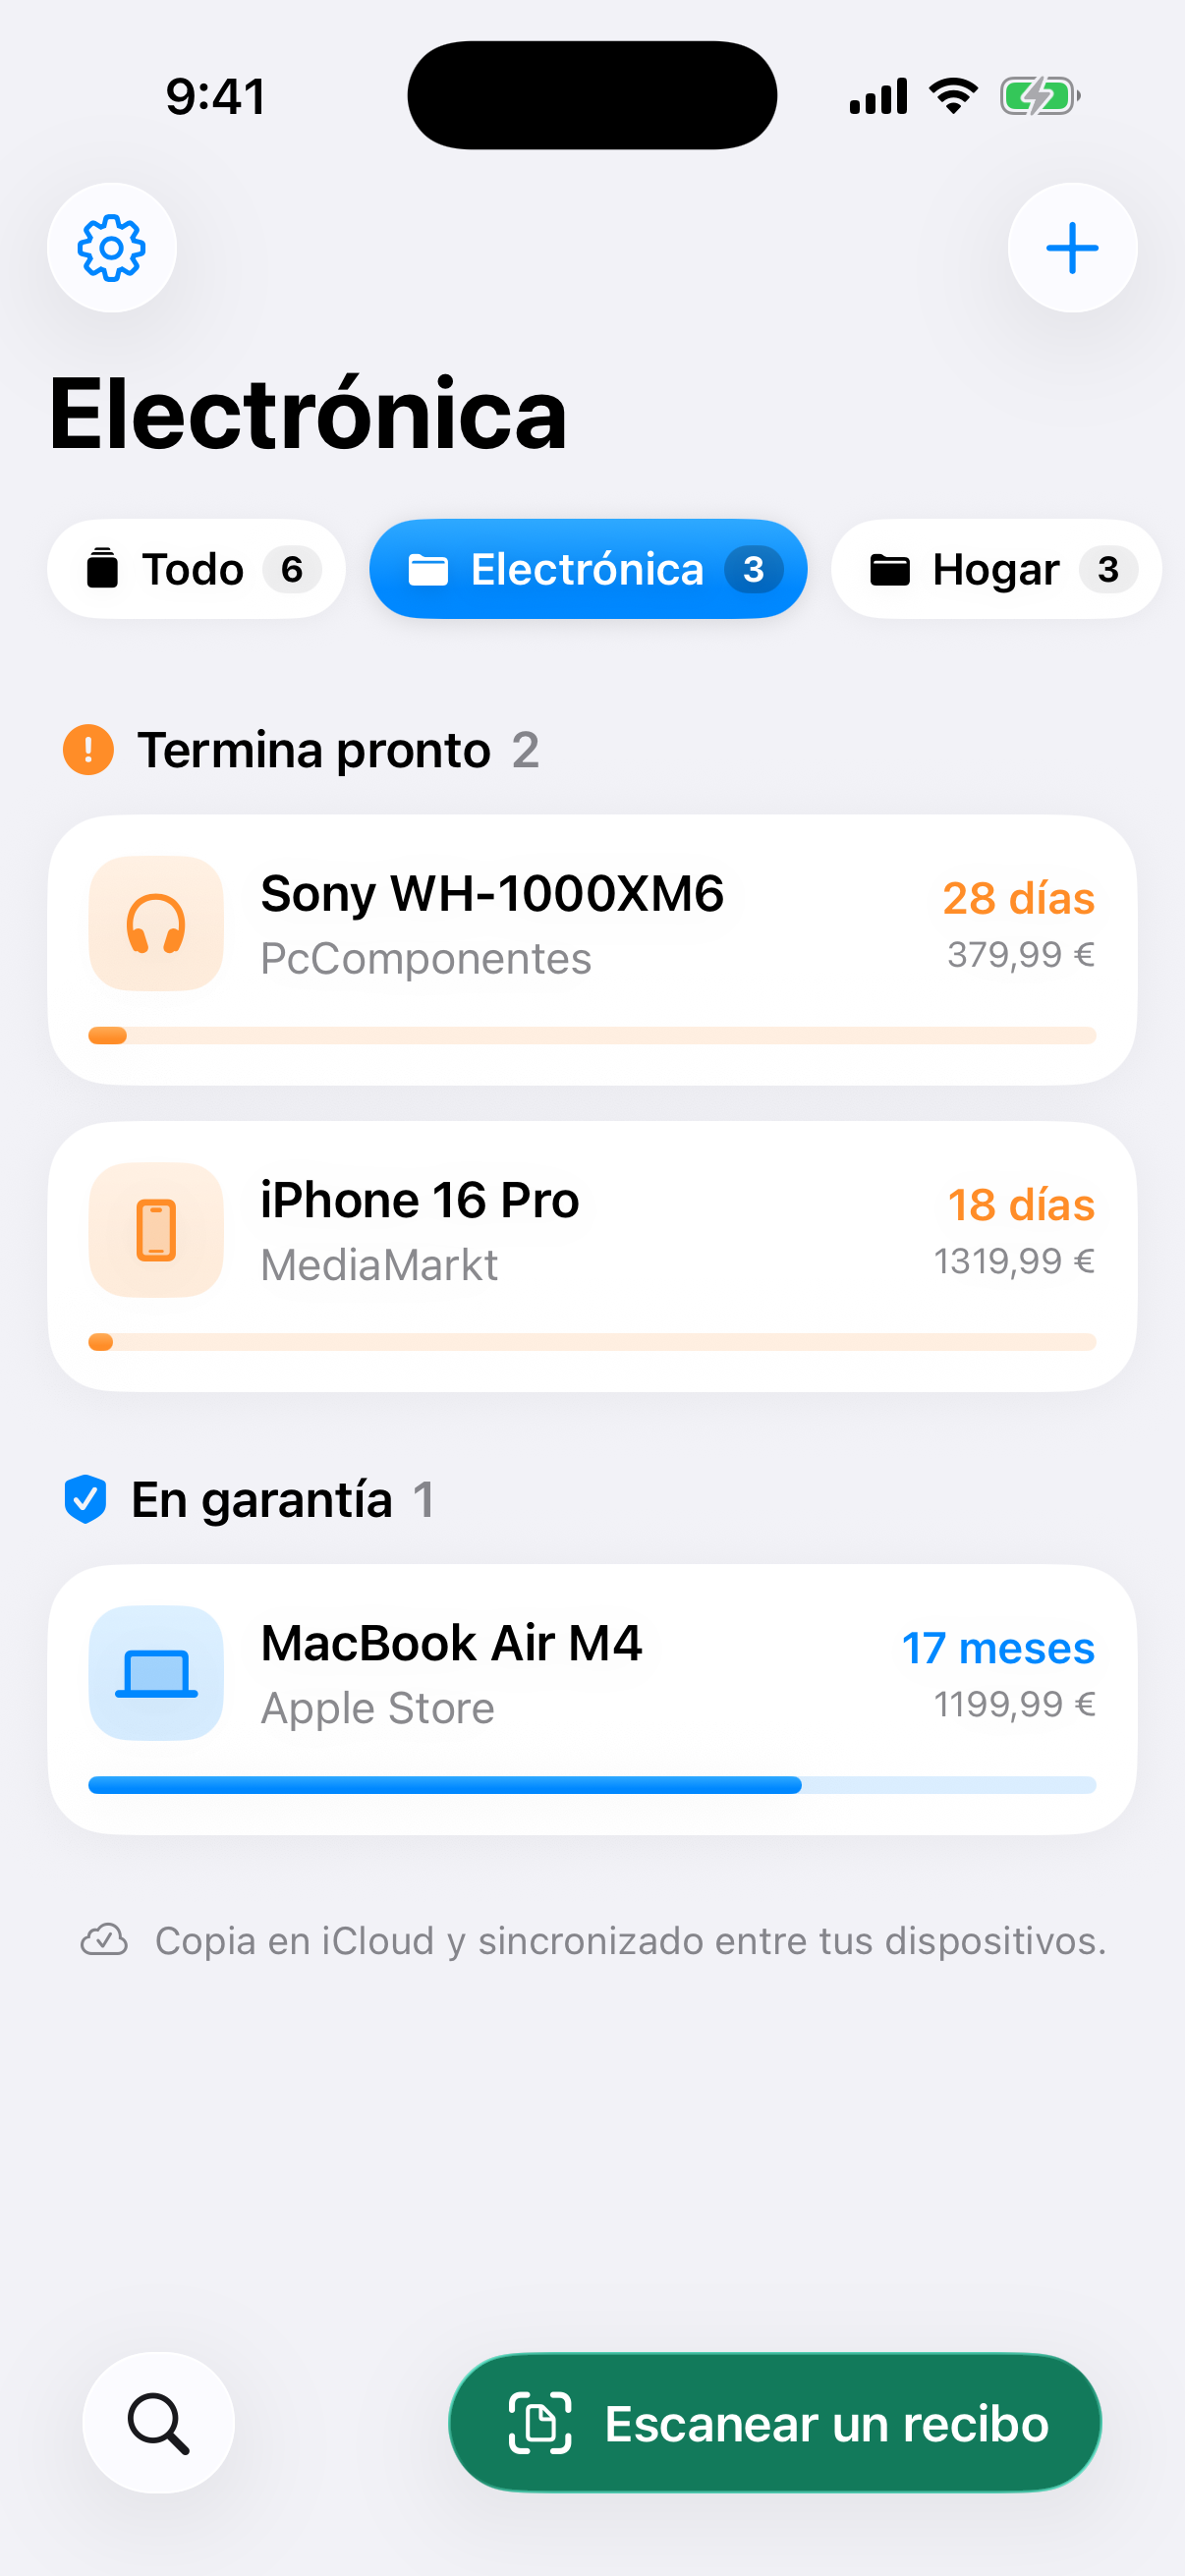 9:41
Electrónica
Todo 6
Electrónica 3
Hogar 3
Termina pronto 2
Sony WH-1000XM6
28 días
PcComponentes
379,99 €
iPhone 16 Pro
18 días
MediaMarkt
1319,99 €
En garantía 1
MacBook Air M4
17 meses
Apple Store
1199,99 €
Copia en iCloud y sincronizado entre tus dispositivos.
Escanear un recibo